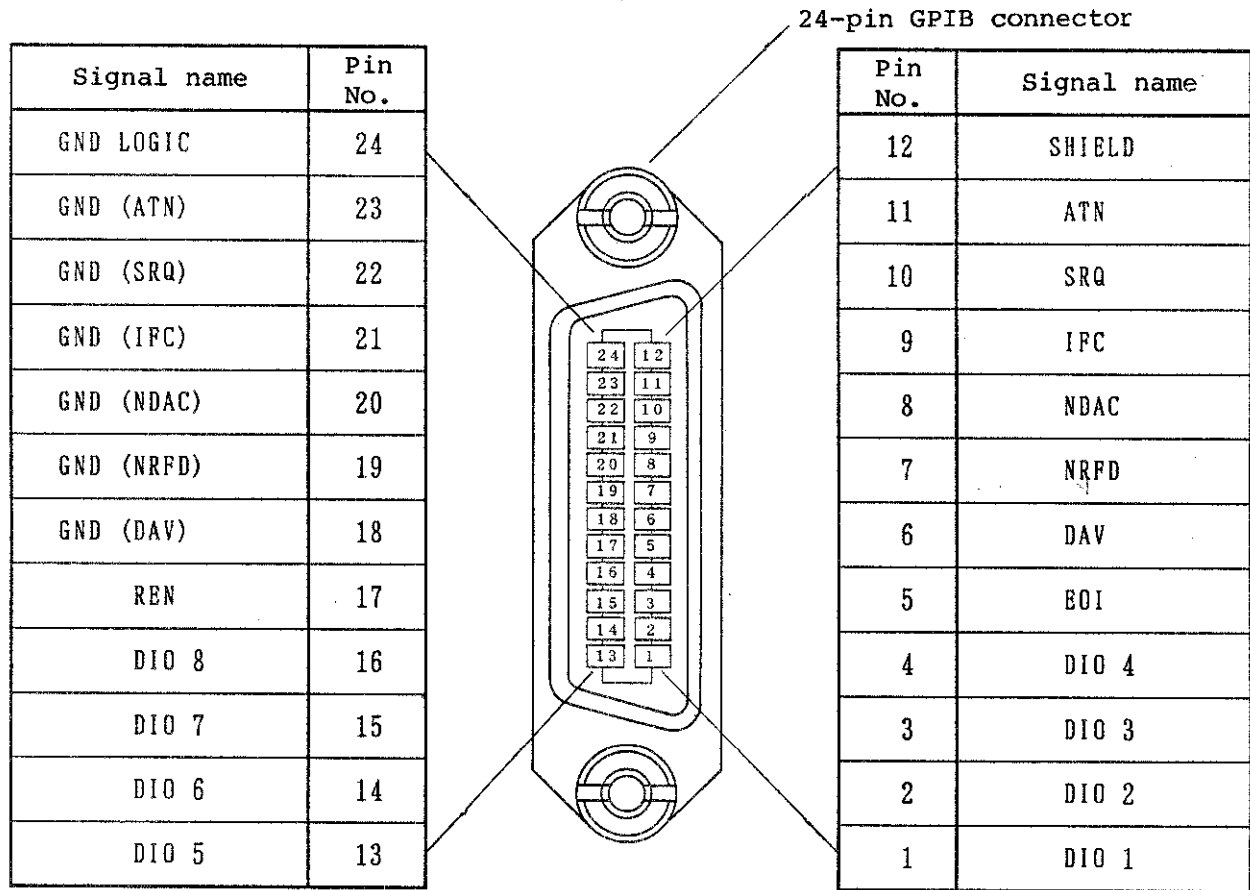 24-pin GPIB connector
Signal name Pin No.
GND LOGIC 24
GND (ATN) 23
GND (SRQ) 22
GND (IFC) 21
GND (NDAC) 20
GND (NRFD) 19
GND (DAV) 18
REN 17
DIO 8 16
DIO 7 15
DIO 6 14
DIO 5 13
24 12
23 11
22 10
21 9
20 8
19 7
18 6
17 5
16 4
15 3
14 2
13 1
Pin No. Signal name
12 SHIELD
11 ATN
10 SRQ
9 IFC
8 NDAC
7 NRFD
6 DAV
5 EOI
4 DIO 4
3 DIO 3
2 DIO 2
1 DIO 1